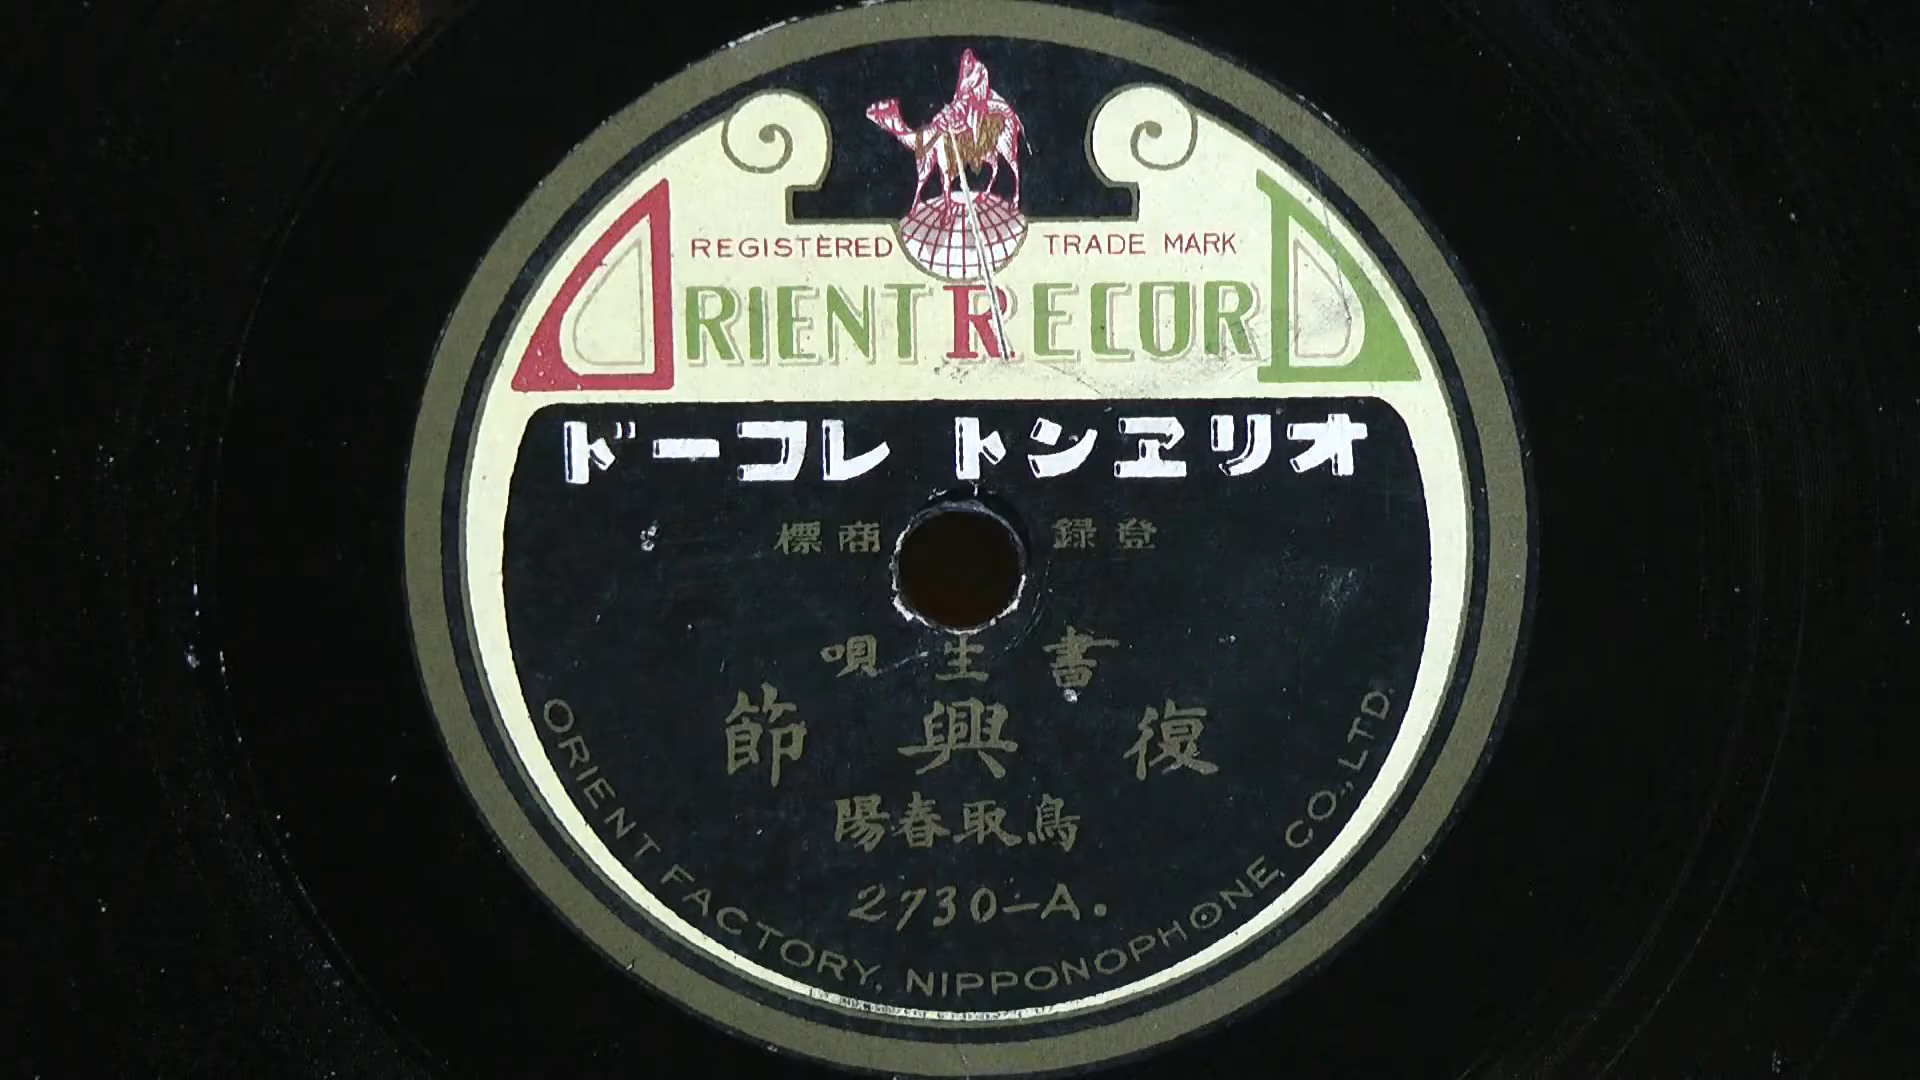 REGISTERED TRADE MARK
ORIENT RECORD
オリヱント レコード
登録 商標
書生唄
復興節
鳥取春陽
2730-A.
ORIENT FACTORY, NIPPONOPHONE CO., LTD.